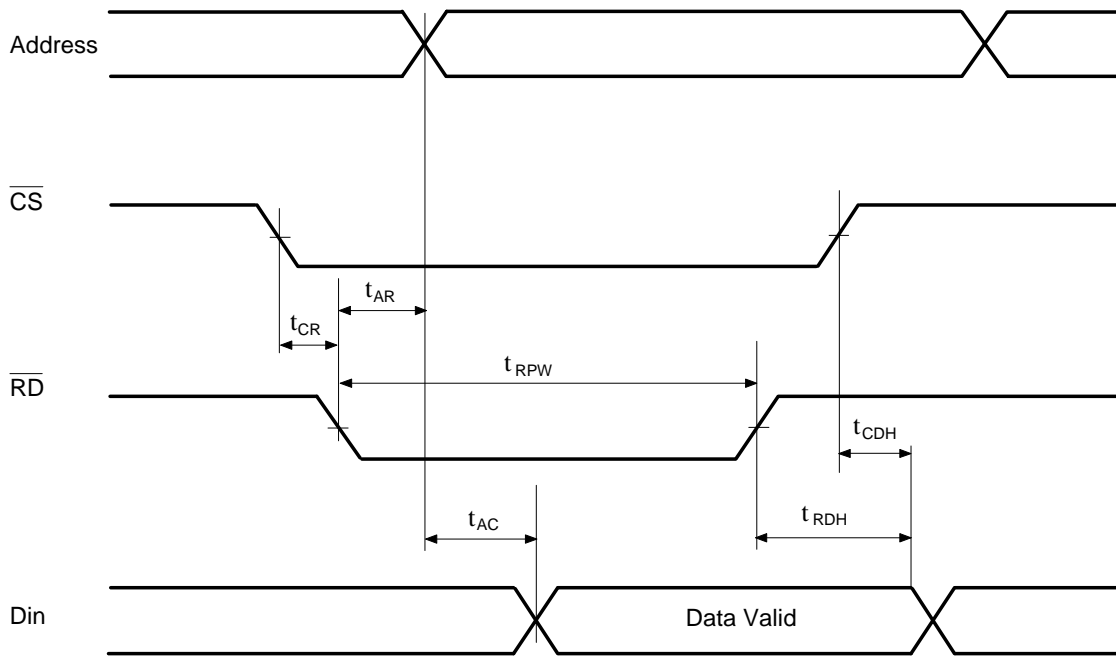 Address
CS
tAR
tCR
tRPW
RD
tCDH
tAC
tRDH
Din
Data Valid